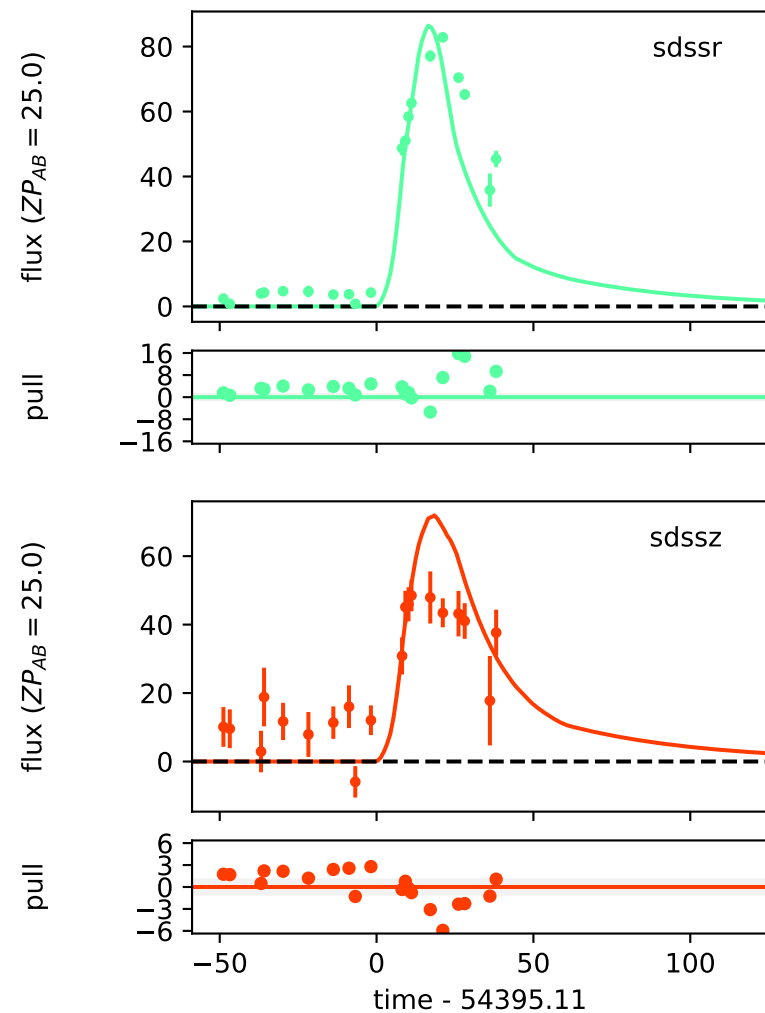 sdssr
flux (ZP_AB = 25.0)
80
60
40
20
0
pull
16
8
0
−8
−16
sdssz
flux (ZP_AB = 25.0)
60
40
20
0
pull
6
3
0
−3
−6
−50 0 50 100
time - 54395.11